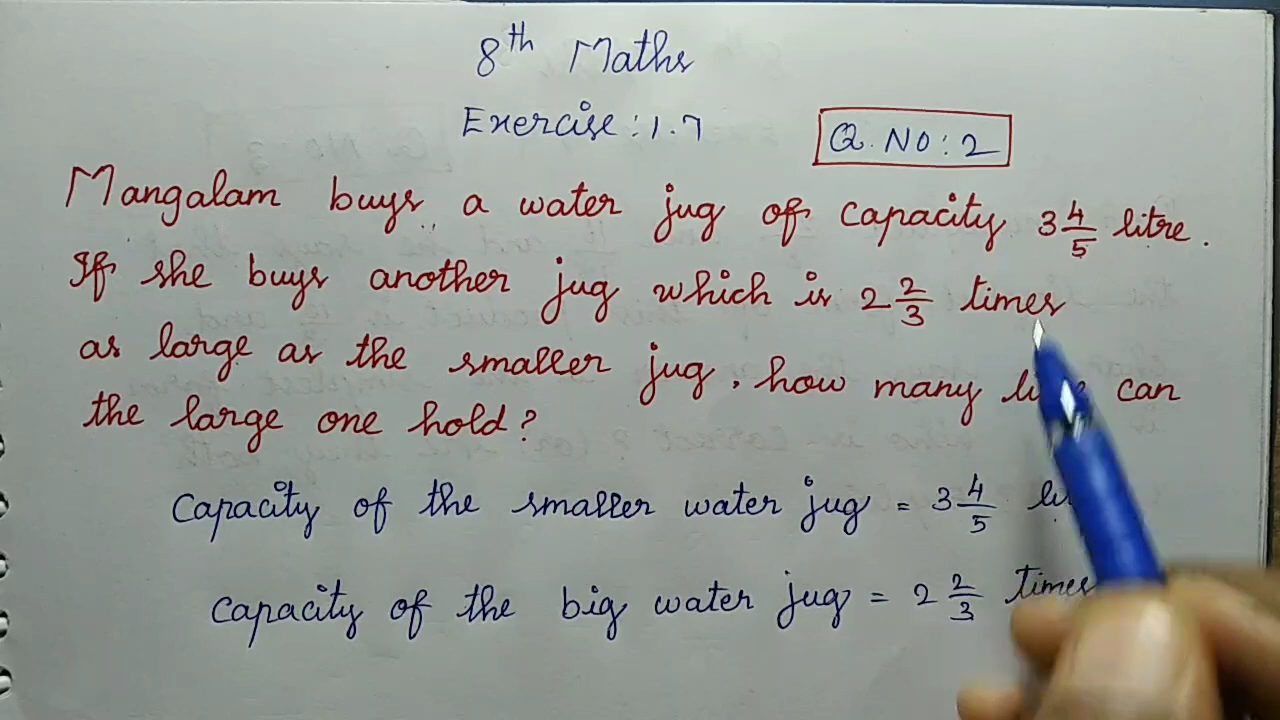 8th Maths
Exercise: 1.7
Q. NO: 2
Mangalam buys a water jug of capacity 3 4/5 litre.
If she buys another jug which is 2 2/3 times
as large as the smaller jug, how many can
the large one hold?
Capacity of the smaller water jug = 3 4/5
Capacity of the big water jug = 2 2/3 times